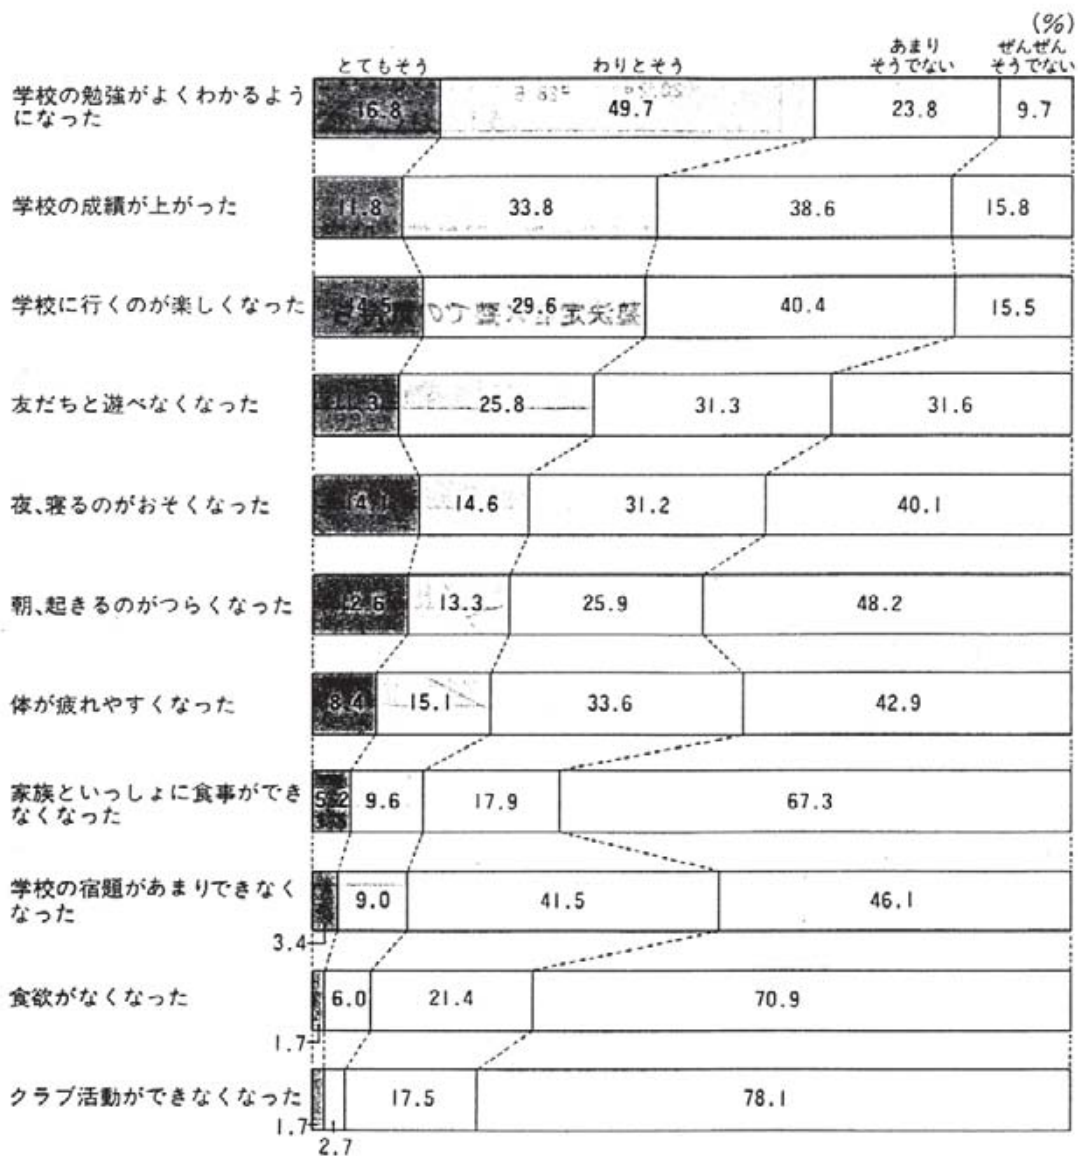 (%)
とてもそう わりとそう あまりそうでない ぜんぜんそうでない
学校の勉強がよくわかるよう
になった
16.8 49.7 23.8 9.7
学校の成績が上がった
11.8 33.8 38.6 15.8
学校に行くのが楽しくなった
14.5 29.6 40.4 15.5
友だちと遊べなくなった
11.3 25.8 31.3 31.6
夜、寝るのがおそくなった
14.1 14.6 31.2 40.1
朝、起きるのがつらくなった
12.6 13.3 25.9 48.2
体が疲れやすくなった
8.4 15.1 33.6 42.9
家族といっしょに食事ができ
なくなった
5.2 9.6 17.9 67.3
学校の宿題があまりできなく
なった
3.4 9.0 41.5 46.1
食欲がなくなった
1.7 6.0 21.4 70.9
クラブ活動ができなくなった
1.7 2.7 17.5 78.1